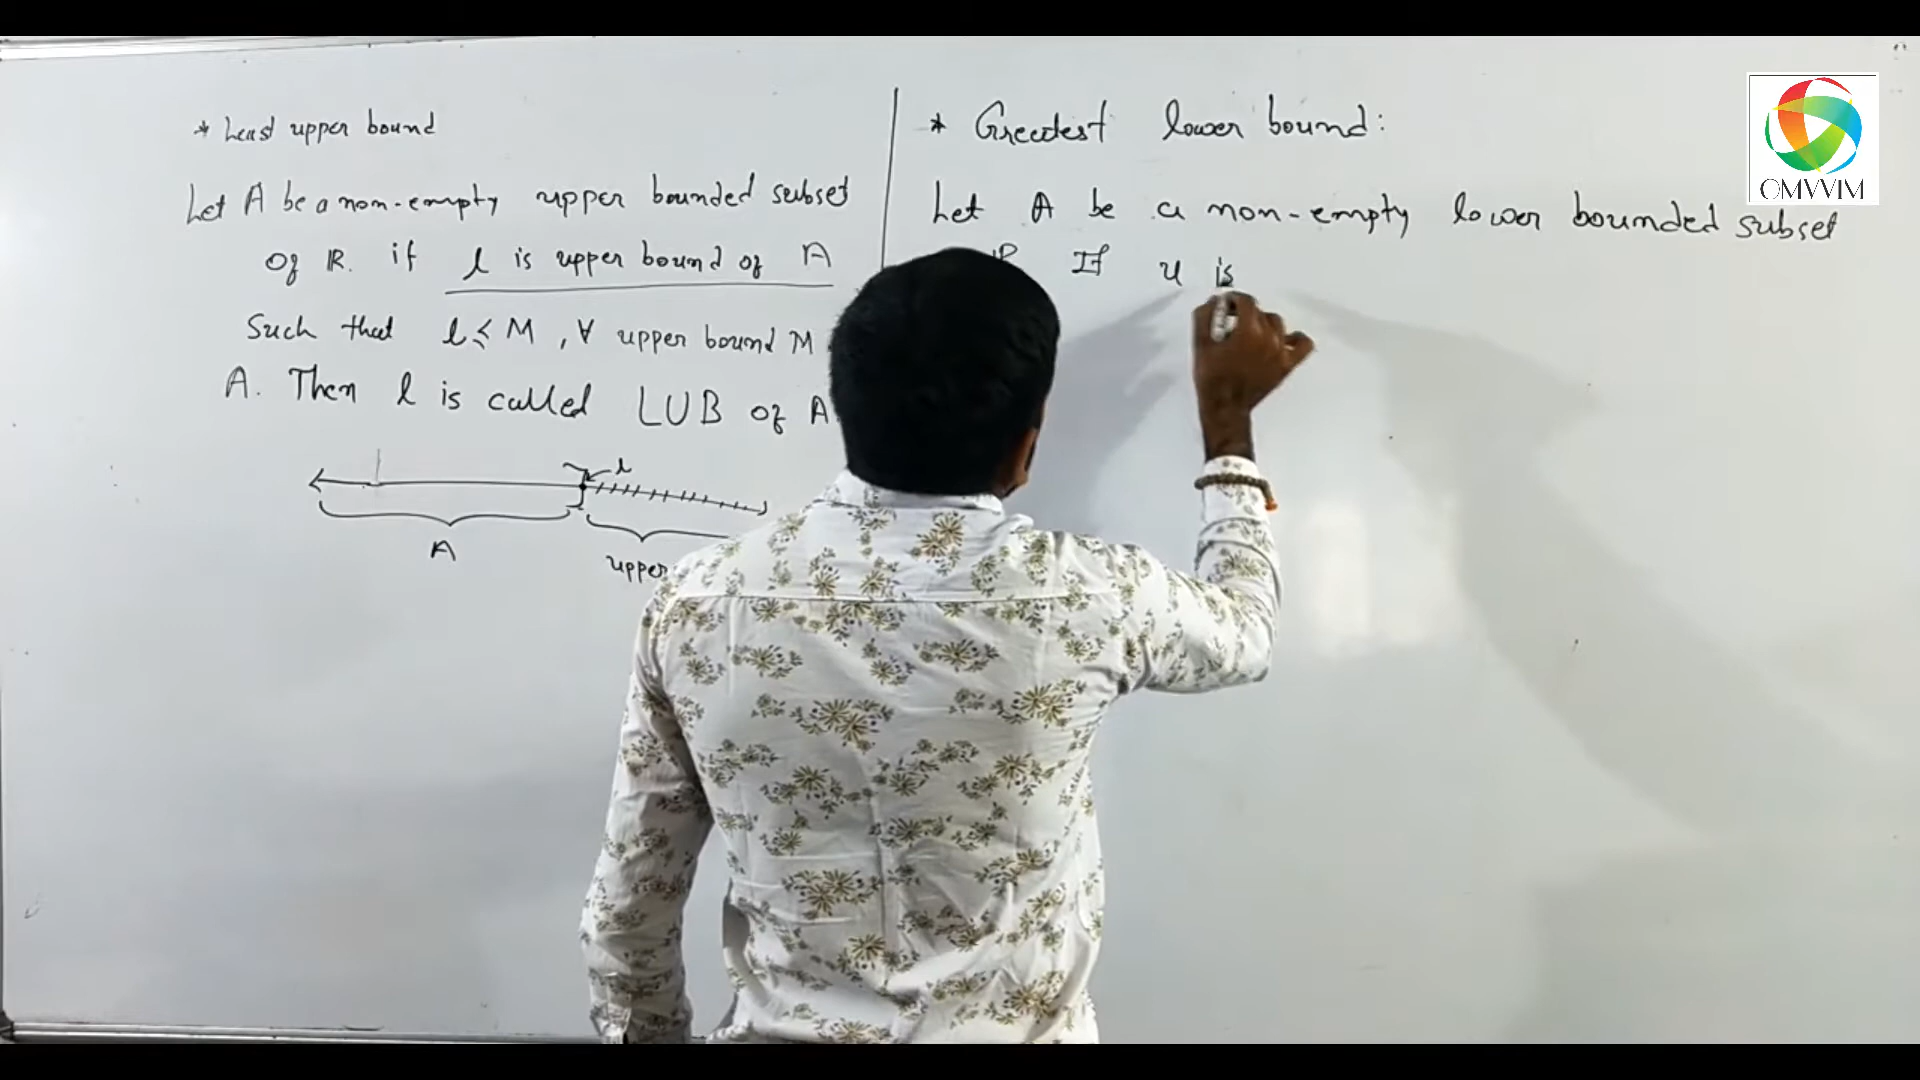 * Least upper bound
Let A be a non-empty upper bounded subset
of R. if l is upper bound of A
Such that l ≤ M, ∀ upper bound M
A. Then l is called LUB of A
l
A
upper
* Greatest lower bound:
Let A be a non-empty lower bounded subset
If u is
OMVVIM